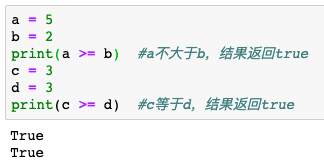 a = 5
b = 2
print(a >= b)  #a不大于b，结果返回true
c = 3
d = 3
print(c >= d)  #c等于d，结果返回true
True
True